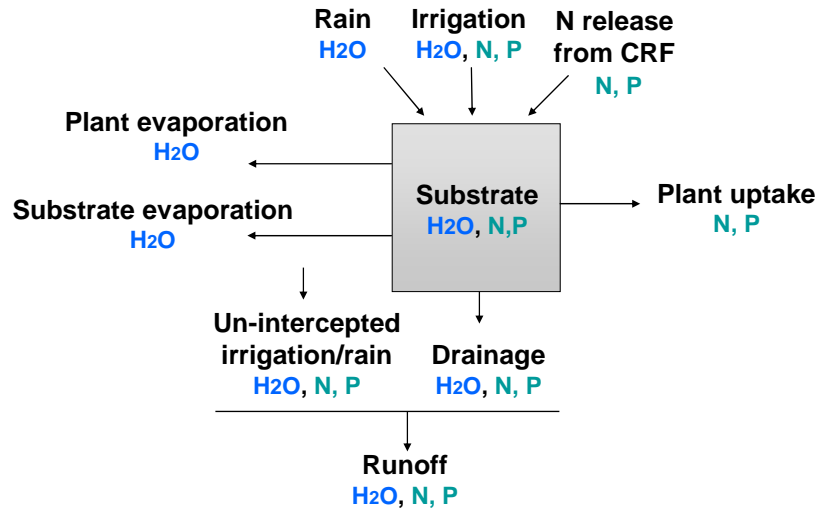 Rain
H2O
Irrigation
H2O, N, P
N release
from CRF
N, P
Plant evaporation
H2O
Substrate evaporation
H2O
Substrate
H2O, N,P
Plant uptake
N, P
Un-intercepted
irrigation/rain
H2O, N, P
Drainage
H2O, N, P
Runoff
H2O, N, P